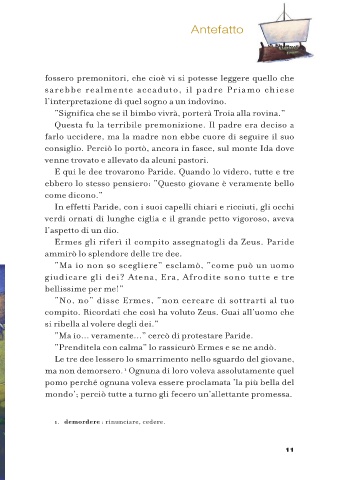 Antefatto
fossero premonitori, che cioè vi si potesse leggere quello che
sarebbe realmente accaduto, il padre Priamo chiese
l'interpretazione di quel sogno a un indovino.
"Significa che se il bimbo vivrà, porterà Troia alla rovina."
Questa fu la terribile premonizione. Il padre era deciso a
farlo uccidere, ma la madre non ebbe cuore di seguire il suo
consiglio. Perciò lo portò, ancora in fasce, sul monte Ida dove
venne trovato e allevato da alcuni pastori.
E qui le dee trovarono Paride. Quando lo videro, tutte e tre
ebbero lo stesso pensiero: "Questo giovane è veramente bello
come dicono."
In effetti Paride, con i suoi capelli chiari e ricciuti, gli occhi
verdi ornati di lunghe ciglia e il grande petto vigoroso, aveva
l'aspetto di un dio.
Ermes gli riferì il compito assegnatogli da Zeus. Paride
ammirò lo splendore delle tre dee.
"Ma io non so scegliere" esclamò, "come può un uomo
giudicare gli dei? Atena, Era, Afrodite sono tutte e tre
bellissime per me!"
"No, no" disse Ermes, "non cercare di sottrarti al tuo
compito. Ricordati che così ha voluto Zeus. Guai all'uomo che
si ribella al volere degli dei."
"Ma io... veramente..." cercò di protestare Paride.
"Prenditela con calma" lo rassicurò Ermes e se ne andò.
Le tre dee lessero lo smarrimento nello sguardo del giovane,
ma non demorsero. ¹ Ognuna di loro voleva assolutamente quel
pomo perché ognuna voleva essere proclamata 'la più bella del
mondo'; perciò tutte a turno gli fecero un'allettante promessa.
1. demordere : rinunciare, cedere.
11